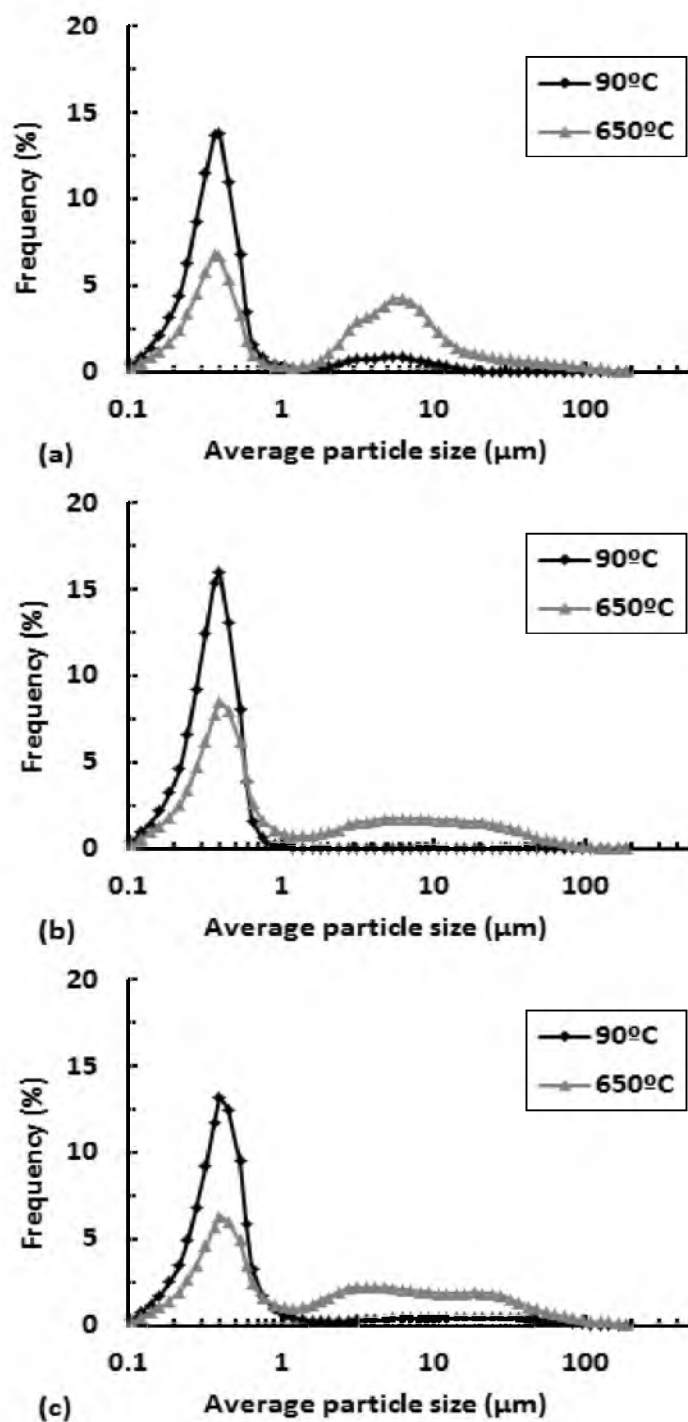 20
15
10
5
0
Frequency (%)
90ºC
650ºC
0.1 1 10 100
(a) Average particle size (µm)
20
15
10
5
0
Frequency (%)
90ºC
650ºC
0.1 1 10 100
(b) Average particle size (µm)
20
15
10
5
0
Frequency (%)
90ºC
650ºC
0.1 1 10 100
(c) Average particle size (µm)